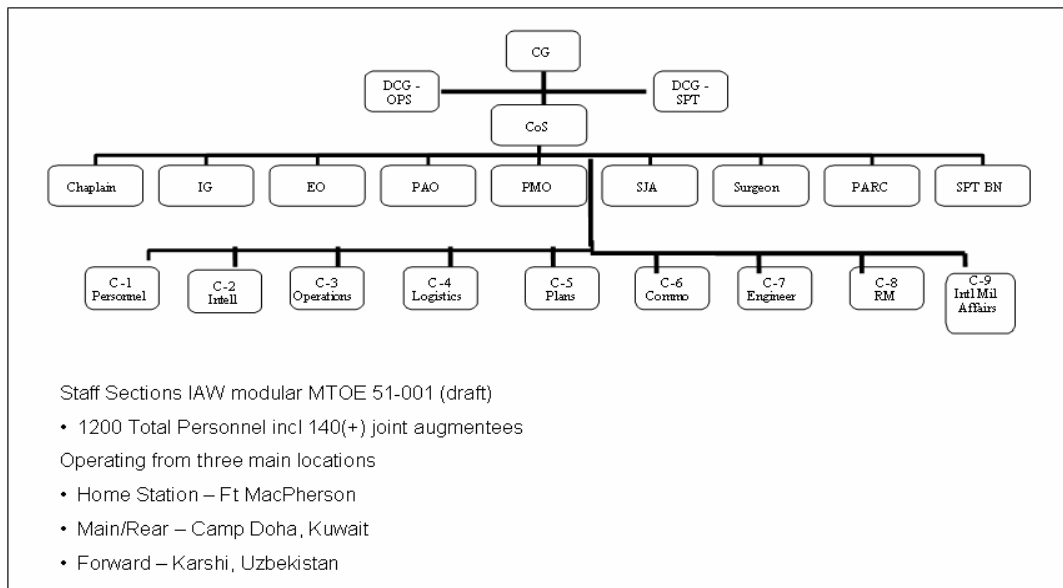 CG
DCG -
OPS
DCG -
SPT
CoS
Chaplain
IG
EO
PAO
PMO
SJA
Surgeon
PARC
SPT BN
C-1
Personnel
C-2
Intell
C-3
Operations
C-4
Logistics
C-5
Plans
C-6
Commo
C-7
Engineer
C-8
RM
C-9
Intl Mil
Affairs
Staff Sections IAW modular MTOE 51-001 (draft)
• 1200 Total Personnel incl 140(+) joint augmentees
Operating from three main locations
• Home Station – Ft MacPherson
• Main/Rear – Camp Doha, Kuwait
• Forward – Karshi, Uzbekistan